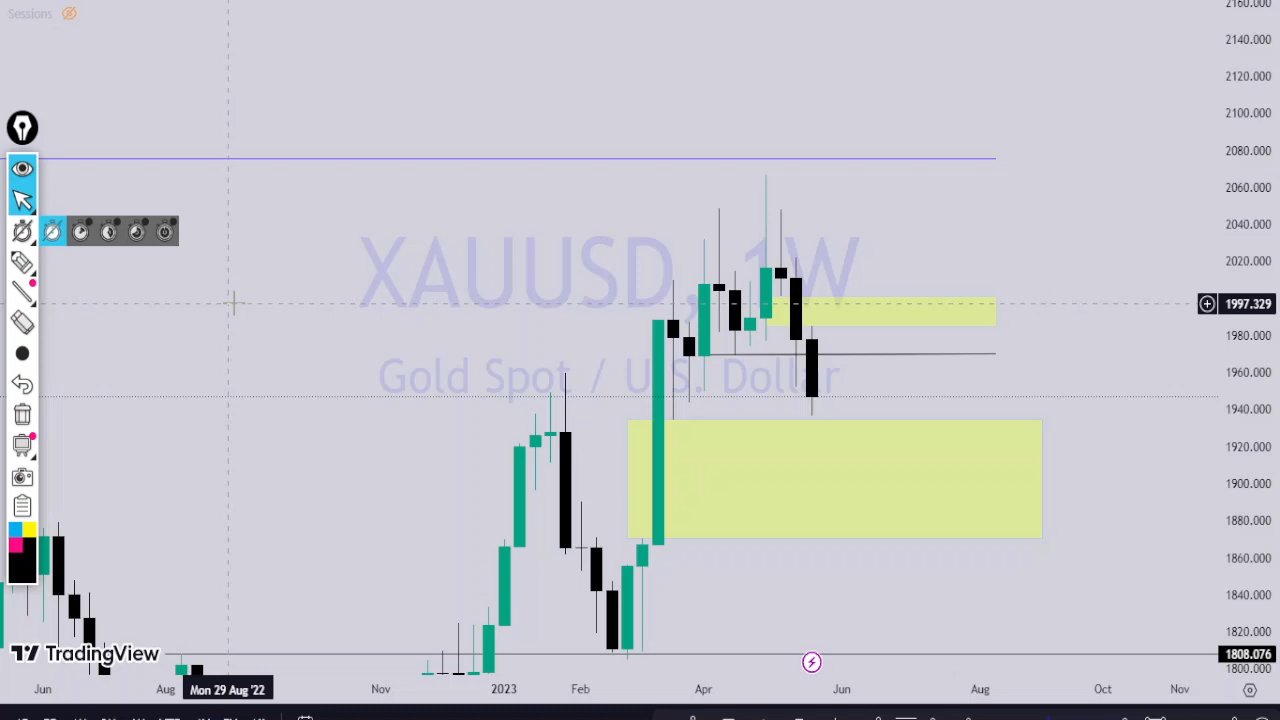 Sessions
2160.000
2140.000
2120.000
2100.000
2080.000
2060.000
2040.000
2020.000
1997.329
1980.000
1960.000
1940.000
1920.000
1900.000
1880.000
1860.000
1840.000
1820.000
1808.076
1800.000
XAUUSD, 1W
Gold Spot / U.S. Dollar
TradingView
Jun
Aug
Mon 29 Aug '22
Nov
2023
Feb
Apr
Jun
Aug
Oct
Nov